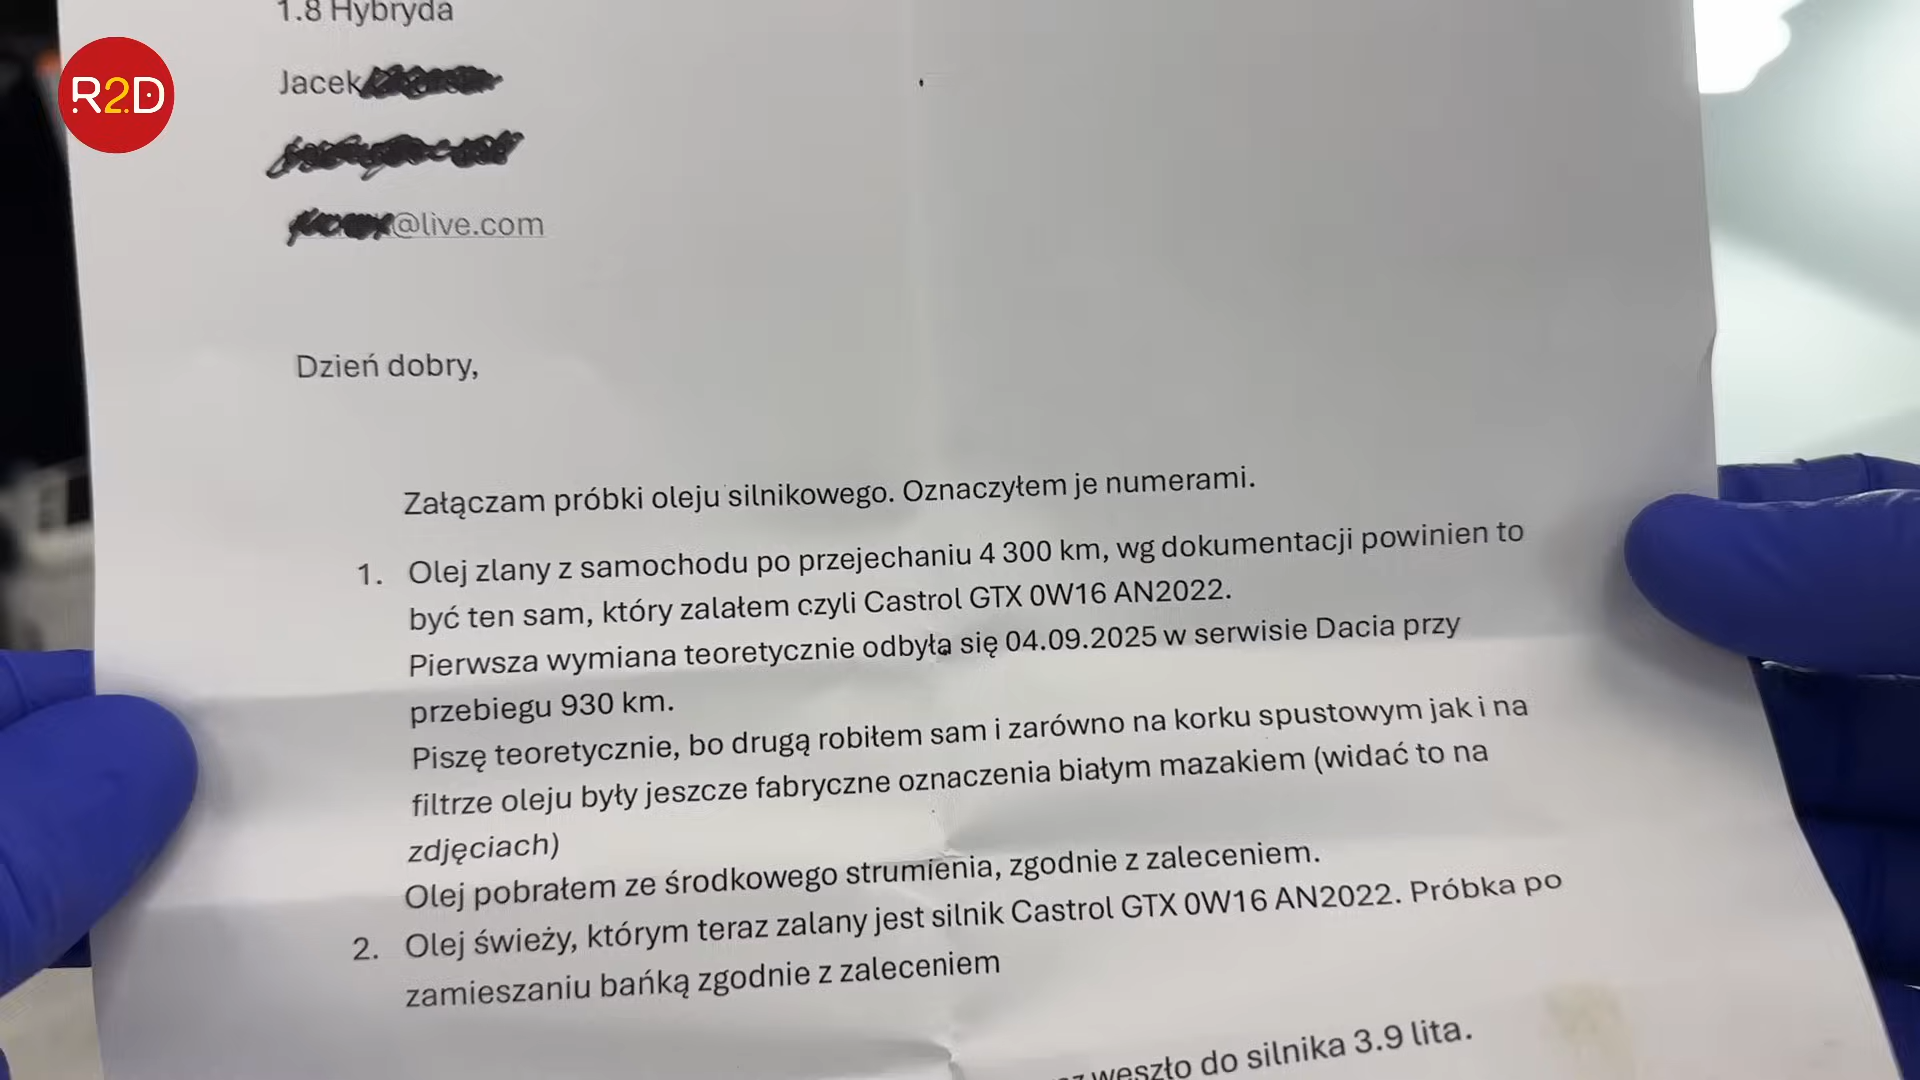 R2D
1.8 Hybryda
Jacek
@live.com
Dzień dobry,
Załączam próbki oleju silnikowego. Oznaczyłem je numerami.
1. Olej zlany z samochodu po przejechaniu 4 300 km, wg dokumentacji powinien to
być ten sam, który zalałem czyli Castrol GTX 0W16 AN2022.
Pierwsza wymiana teoretycznie odbyła się 04.09.2025 w serwisie Dacia przy
przebiegu 930 km.
Piszę teoretycznie, bo drugą robiłem sam i zarówno na korku spustowym jak i na
filtrze oleju były jeszcze fabryczne oznaczenia białym mazakiem (widać to na
zdjęciach)
Olej pobrałem ze środkowego strumienia, zgodnie z zaleceniem.
2. Olej świeży, którym teraz zalany jest silnik Castrol GTX 0W16 AN2022. Próbka po
zamieszaniu bańką zgodnie z zaleceniem
weszło do silnika 3.9 lita.